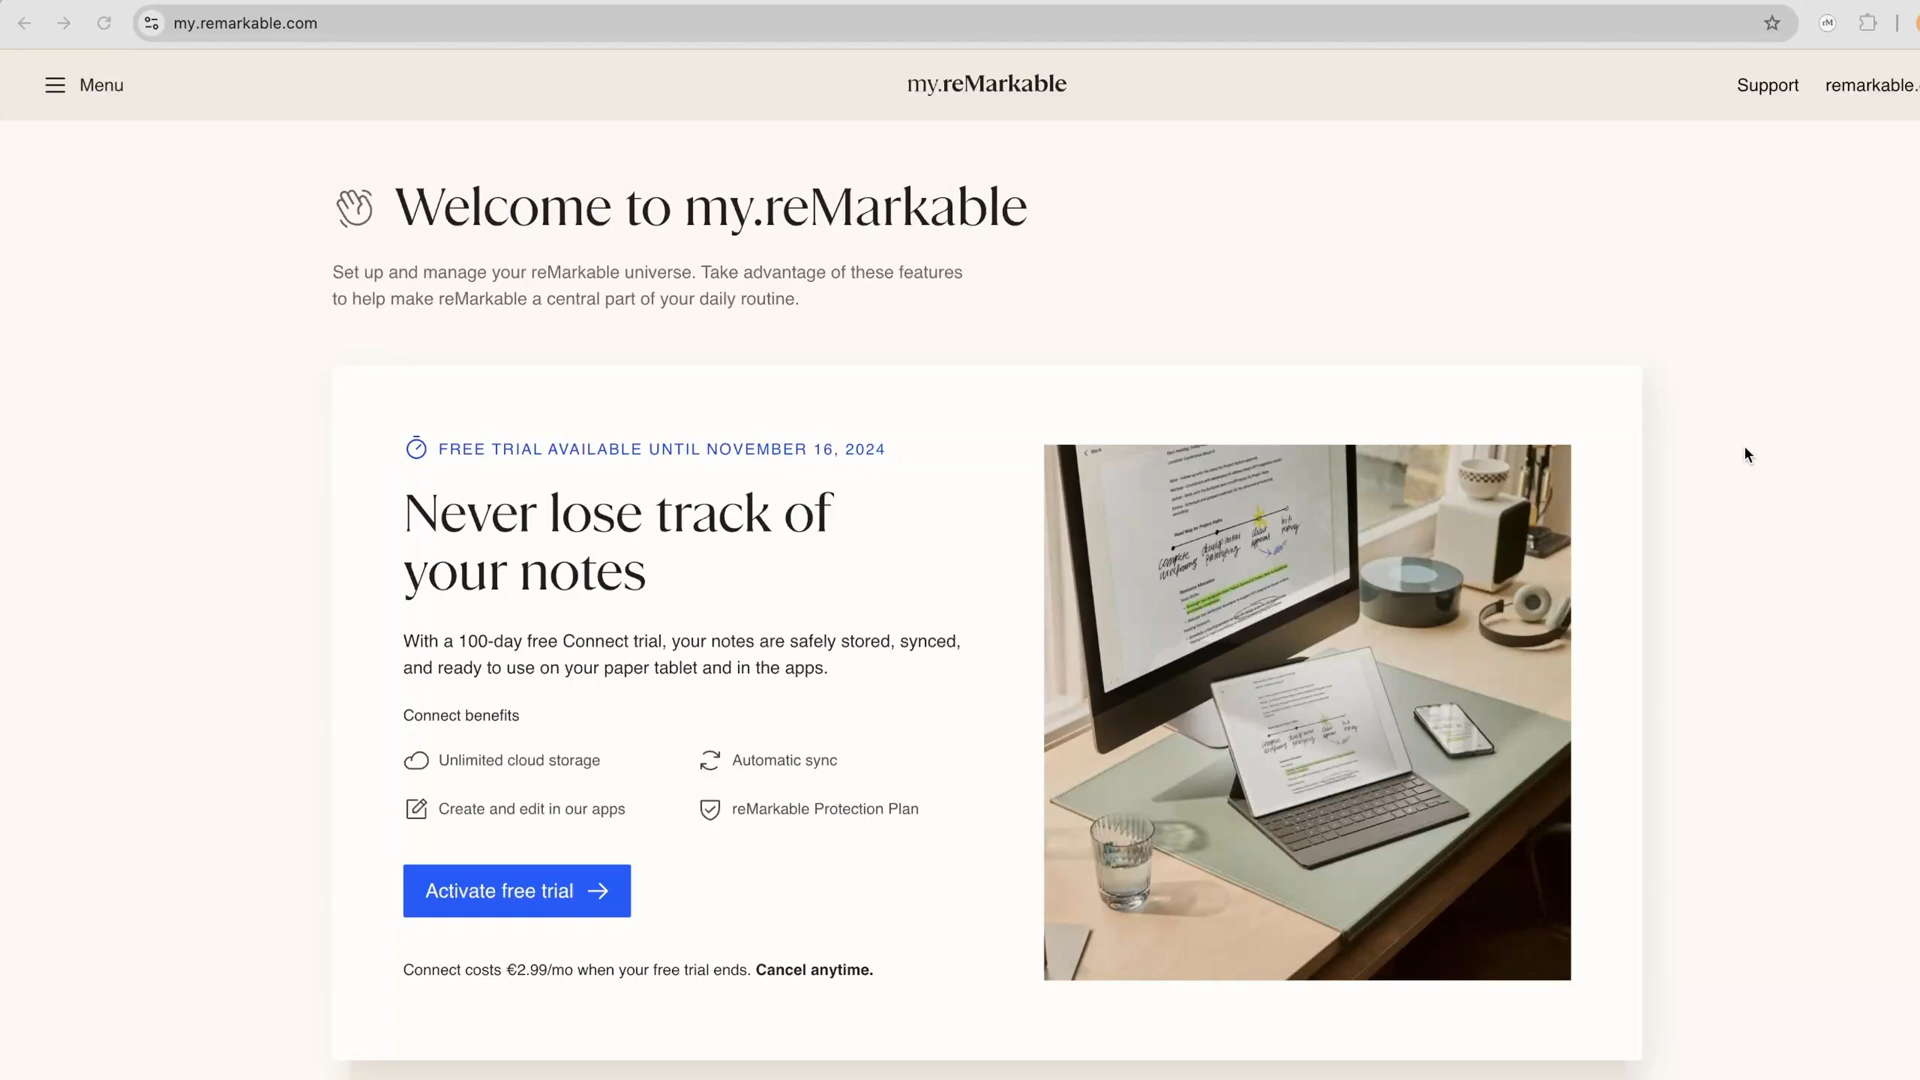 my.remarkable.com
rM
Menu
my.reMarkable
Support
remarkable.
Welcome to my.reMarkable
Set up and manage your reMarkable universe. Take advantage of these features
to help make reMarkable a central part of your daily routine.
FREE TRIAL AVAILABLE UNTIL NOVEMBER 16, 2024
Never lose track of
your notes
With a 100-day free Connect trial, your notes are safely stored, synced,
and ready to use on your paper tablet and in the apps.
Connect benefits
Unlimited cloud storage
Automatic sync
Create and edit in our apps
reMarkable Protection Plan
Activate free trial
Connect costs €2.99/mo when your free trial ends. Cancel anytime.